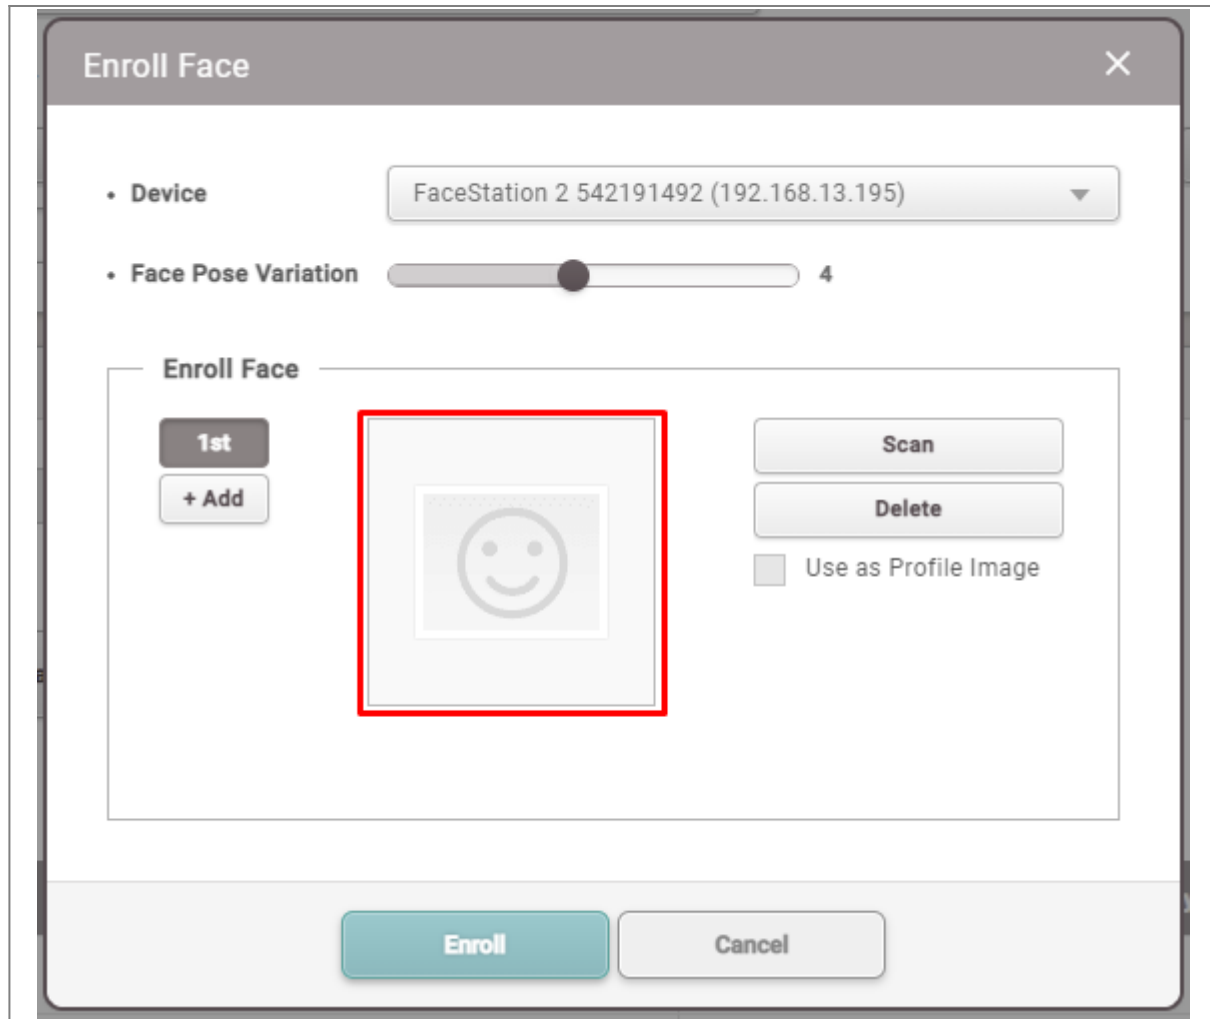 Enroll Face
• Device
FaceStation 2 542191492 (192.168.13.195)
• Face Pose Variation
4
Enroll Face
1st
+ Add
Scan
Delete
Use as Profile Image
Enroll
Cancel